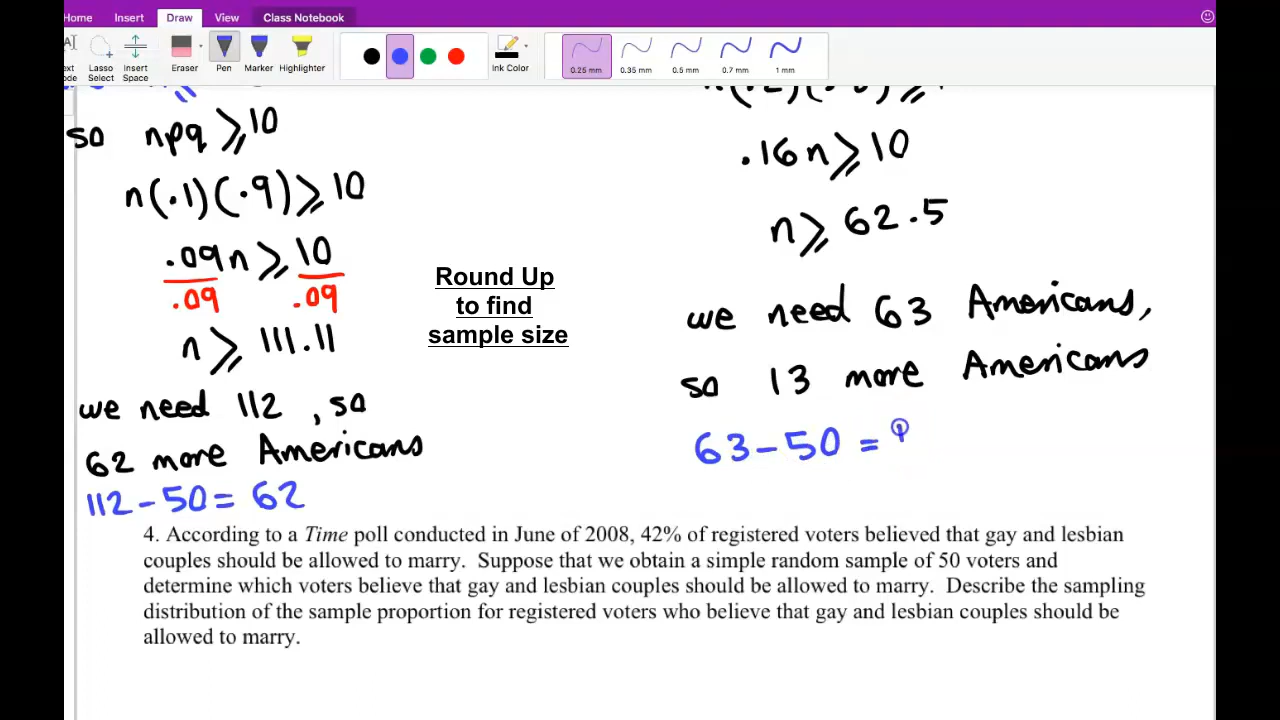 Home Insert Draw View Class Notebook
Lasso Select
Insert Space
Eraser
Pen
Marker
Highlighter
Ink Color
0.25 mm
0.35 mm
0.5 mm
0.7 mm
1 mm
so npq ≥ 10
n(.1)(.9) ≥ 10
.09n ≥ 10
.09 .09
n ≥ 111.11
we need 112, so
62 more Americans
112 - 50 = 62
Round Up
to find
sample size
.16n ≥ 10
n ≥ 62.5
we need 63 Americans,
so 13 more Americans
63 - 50 =
4. According to a Time poll conducted in June of 2008, 42% of registered voters believed that gay and lesbian
couples should be allowed to marry. Suppose that we obtain a simple random sample of 50 voters and
determine which voters believe that gay and lesbian couples should be allowed to marry. Describe the sampling
distribution of the sample proportion for registered voters who believe that gay and lesbian couples should be
allowed to marry.